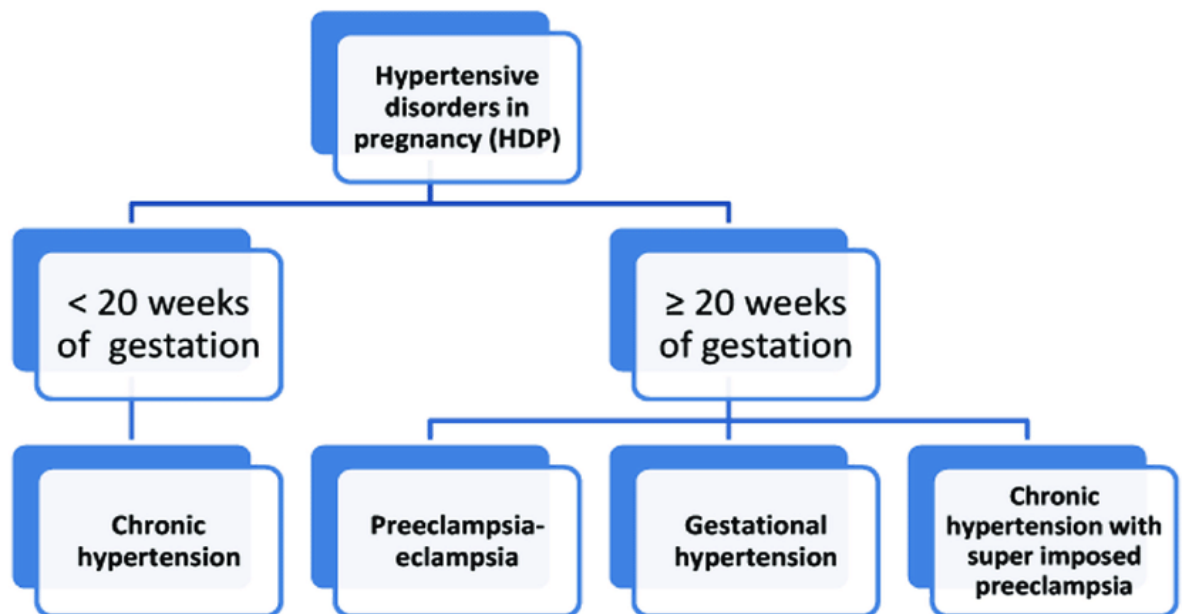 Hypertensive
disorders in
pregnancy (HDP)
< 20 weeks
of gestation
≥ 20 weeks
of gestation
Chronic
hypertension
Preeclampsia-
eclampsia
Gestational
hypertension
Chronic
hypertension with
super imposed
preeclampsia